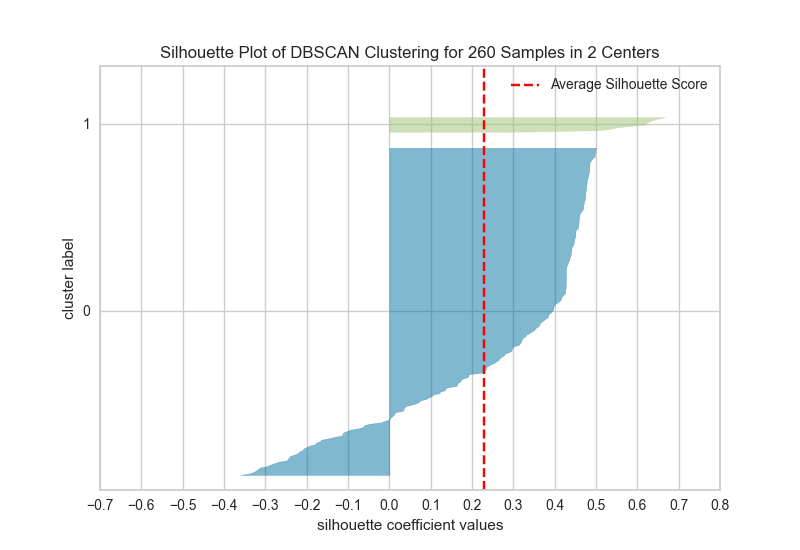 Silhouette Plot of DBSCAN Clustering for 260 Samples in 2 Centers
Average Silhouette Score
1
0
cluster label
−0.7 −0.6 −0.5 −0.4 −0.3 −0.2 −0.1 0.0 0.1 0.2 0.3 0.4 0.5 0.6 0.7 0.8
silhouette coefficient values